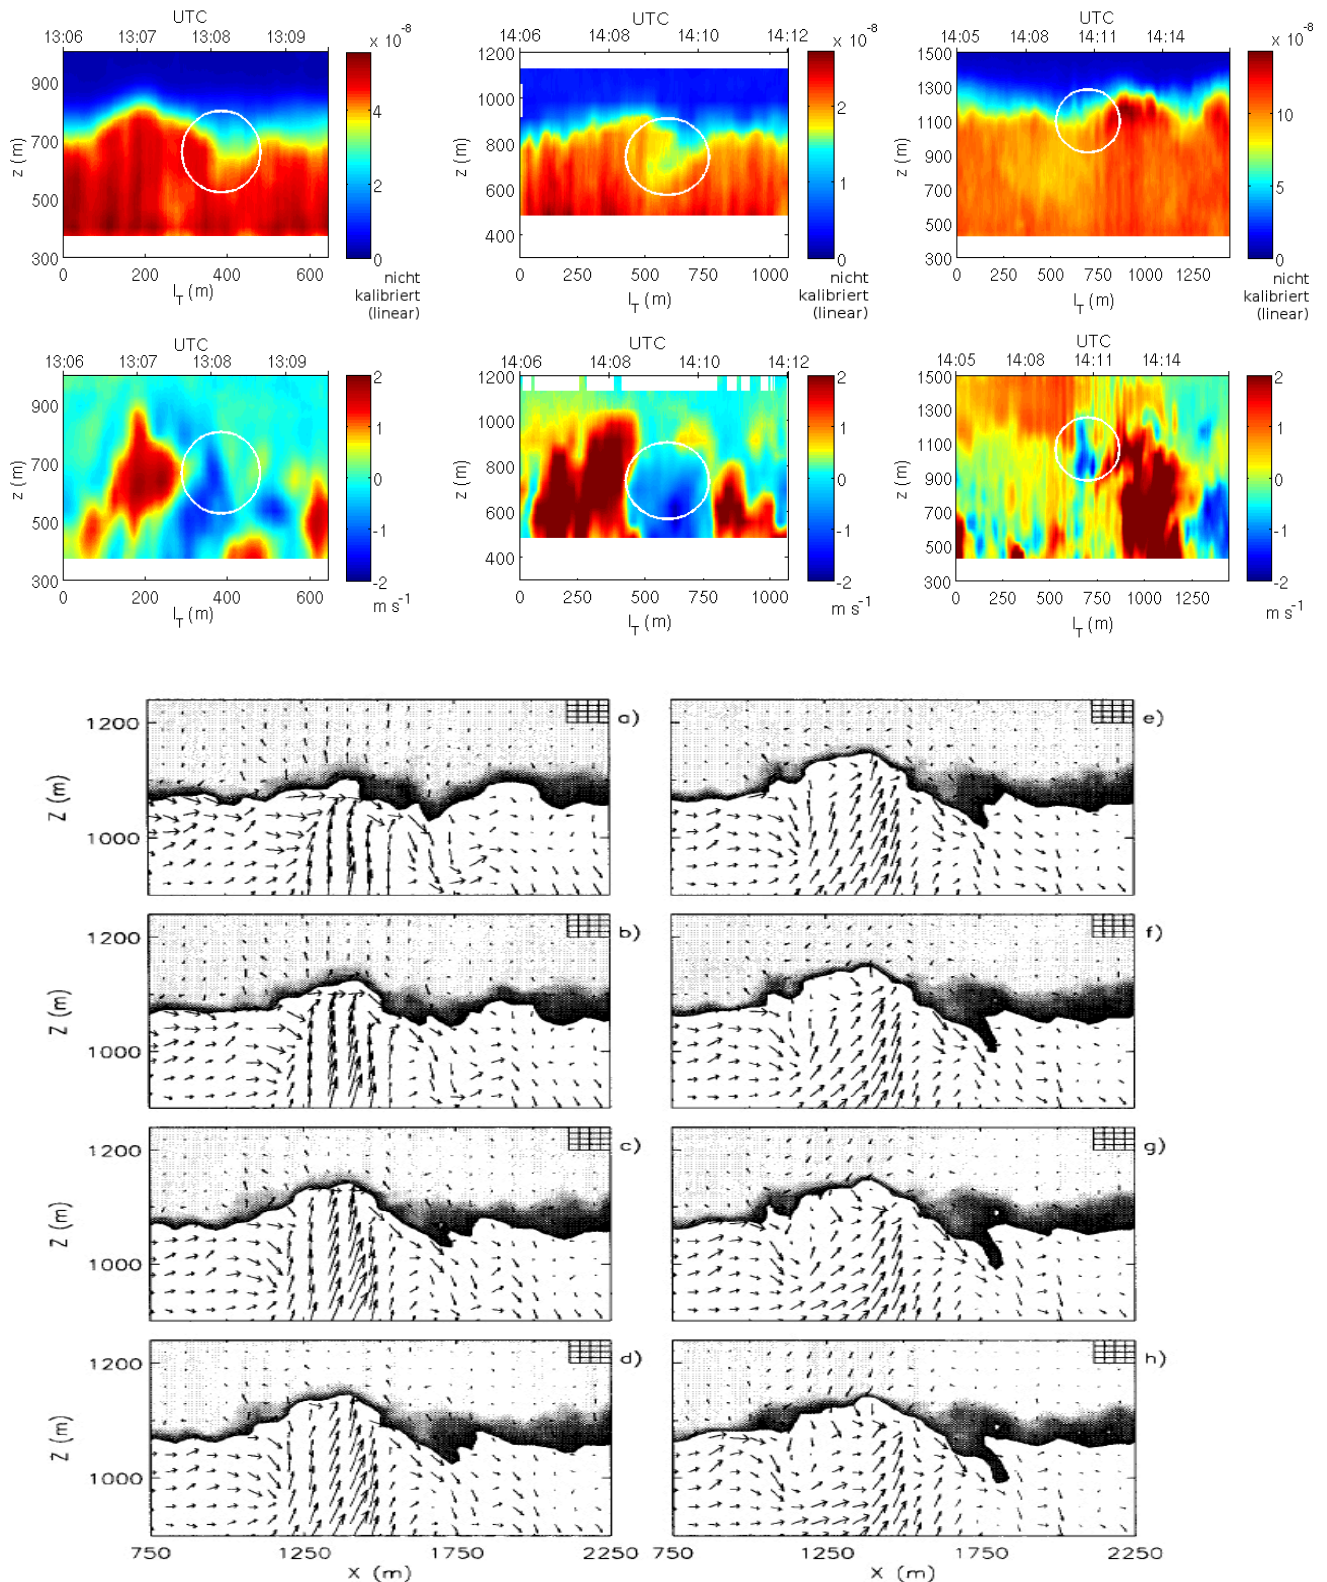 UTC
13:06 13:07 13:08 13:09
x 10⁻⁸
900
700
500
300
z (m)
0 200 400 600
l_T (m)
4
2
0
nicht
kalibriert
(linear)
UTC
14:06 14:08 14:10 14:12
x 10⁻⁸
1200
1000
800
600
400
z (m)
0 250 500 750 1000
l_T (m)
2
1
0
nicht
kalibriert
(linear)
UTC
14:05 14:08 14:11 14:14
x 10⁻⁸
1500
1300
1100
900
700
500
300
z (m)
0 250 500 750 1000 1250
l_T (m)
10
5
0
nicht
kalibriert
(linear)
UTC
13:06 13:07 13:08 13:09
900
700
500
300
z (m)
0 200 400 600
l_T (m)
2
1
0
-1
-2
m s⁻¹
UTC
14:06 14:08 14:10 14:12
1200
1000
800
600
400
z (m)
0 250 500 750 1000
l_T (m)
2
1
0
-1
-2
m s⁻¹
UTC
14:05 14:08 14:11 14:14
1500
1300
1100
900
700
500
300
z (m)
0 250 500 750 1000 1250
l_T (m)
2
1
0
-1
-2
m s⁻¹
1200
1000
Z (m)
a)
e)
1200
1000
Z (m)
b)
f)
1200
1000
Z (m)
c)
g)
1200
1000
Z (m)
d)
h)
750 1250 1750 2250
X (m)
750 1250 1750 2250
X (m)